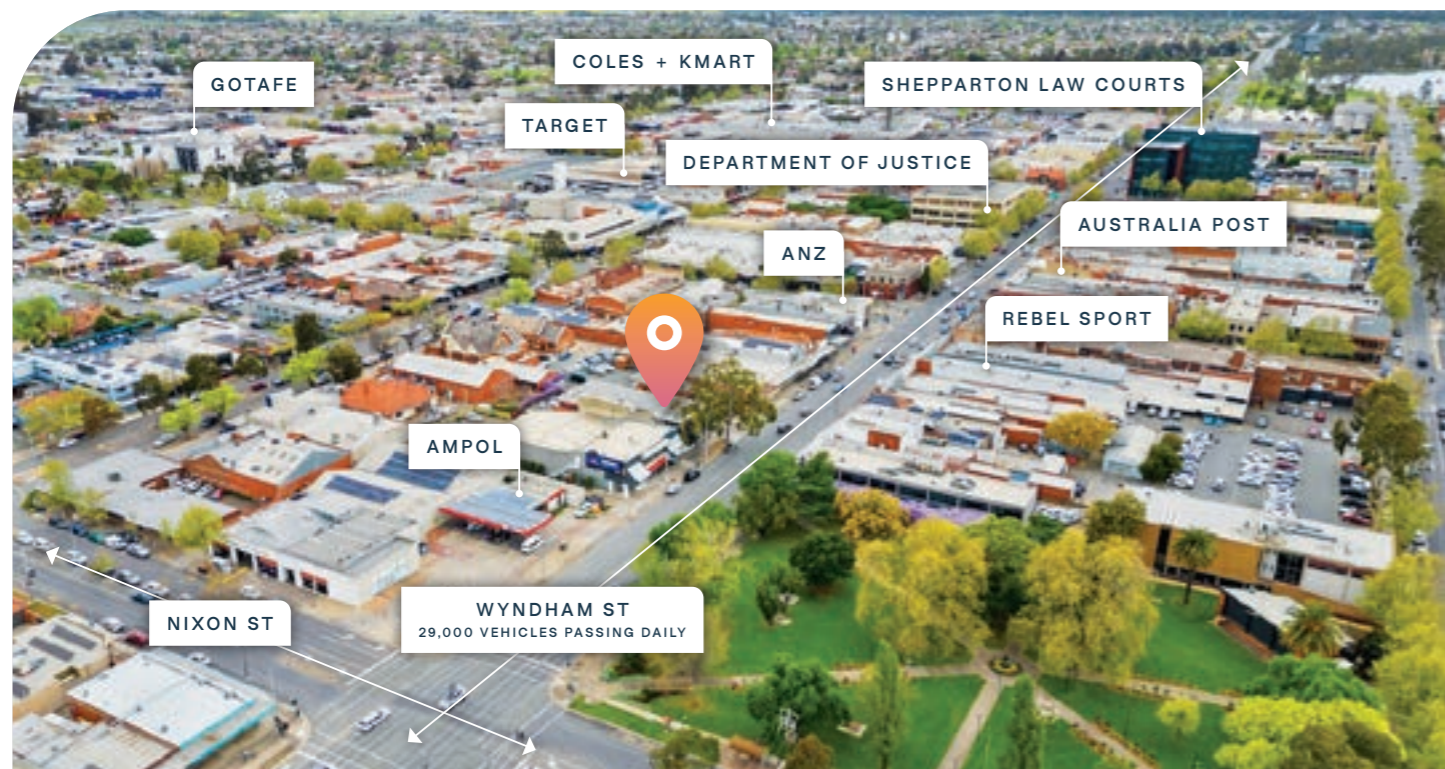 COLES + KMART
GOTAFE
SHEPPARTON LAW COURTS
TARGET
DEPARTMENT OF JUSTICE
AUSTRALIA POST
ANZ
REBEL SPORT
AMPOL
NIXON ST
WYNDHAM ST
29,000 VEHICLES PASSING DAILY